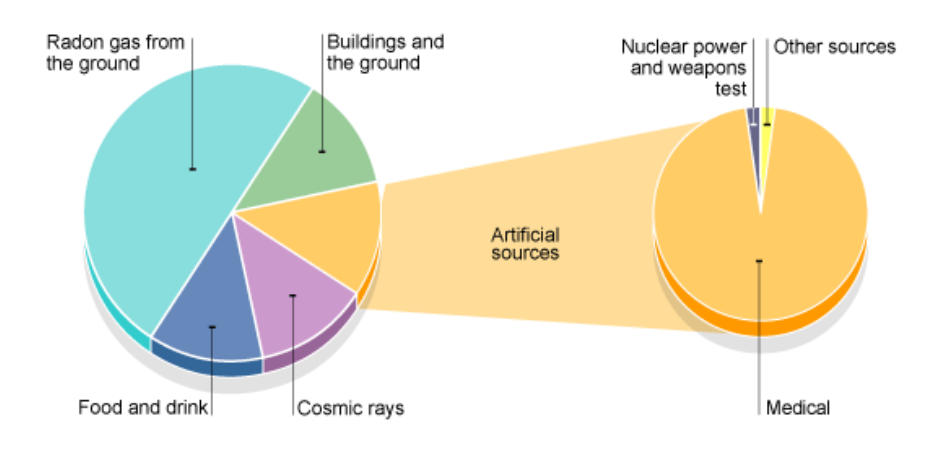 Radon gas from
the ground
Buildings and
the ground
Nuclear power
and weapons
test
Other sources
Artificial
sources
Food and drink
Cosmic rays
Medical